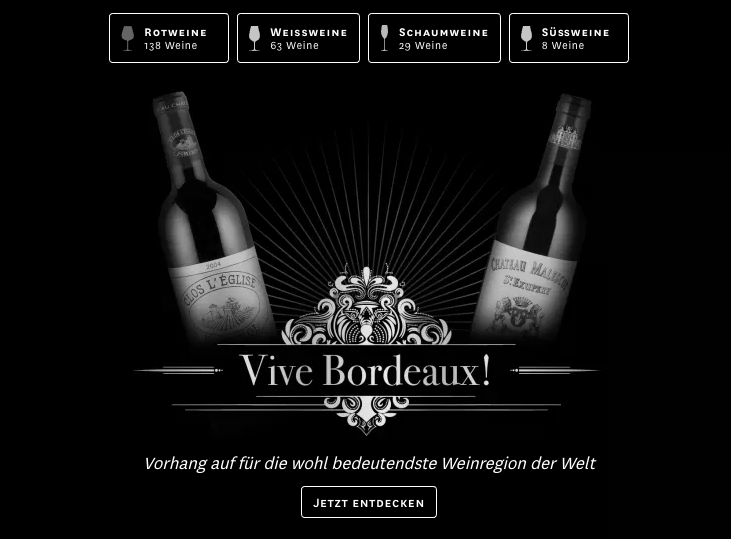 Rotweine
138 Weine
Weissweine
63 Weine
Schaumweine
29 Weine
Süssweine
8 Weine
2004
CLOS L'ÉGLISE
CHATEAU
ST EXUPERY
Vive Bordeaux!
Vorhang auf für die wohl bedeutendste Weinregion der Welt
Jetzt entdecken